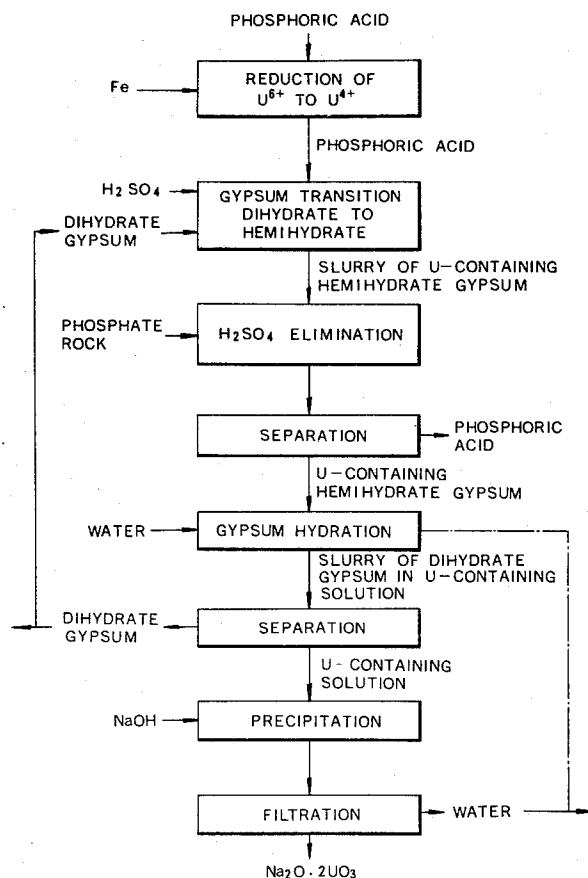 PHOSPHORIC ACID
Fe
REDUCTION OF
U⁶⁺ TO U⁴⁺
PHOSPHORIC ACID
H₂SO₄
DIHYDRATE
GYPSUM
GYPSUM TRANSITION
DIHYDRATE TO
HEMIHYDRATE
SLURRY OF U-CONTAINING
HEMIHYDRATE GYPSUM
PHOSPHATE
ROCK
H₂SO₄ ELIMINATION
SEPARATION
PHOSPHORIC
ACID
U-CONTAINING
HEMIHYDRATE GYPSUM
WATER
GYPSUM HYDRATION
SLURRY OF DIHYDRATE
GYPSUM IN U-CONTAINING
SOLUTION
DIHYDRATE
GYPSUM
SEPARATION
U-CONTAINING
SOLUTION
NaOH
PRECIPITATION
FILTRATION
WATER
Na₂O·2UO₃